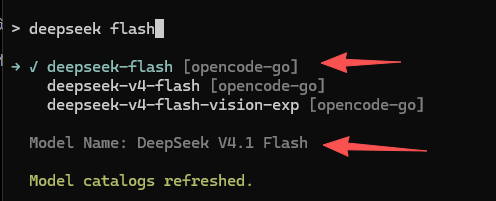 > deepseek flash
→ ✓ deepseek-flash [opencode-go]
deepseek-v4-flash [opencode-go]
deepseek-v4-flash-vision-exp [opencode-go]
Model Name: DeepSeek V4.1 Flash
Model catalogs refreshed.